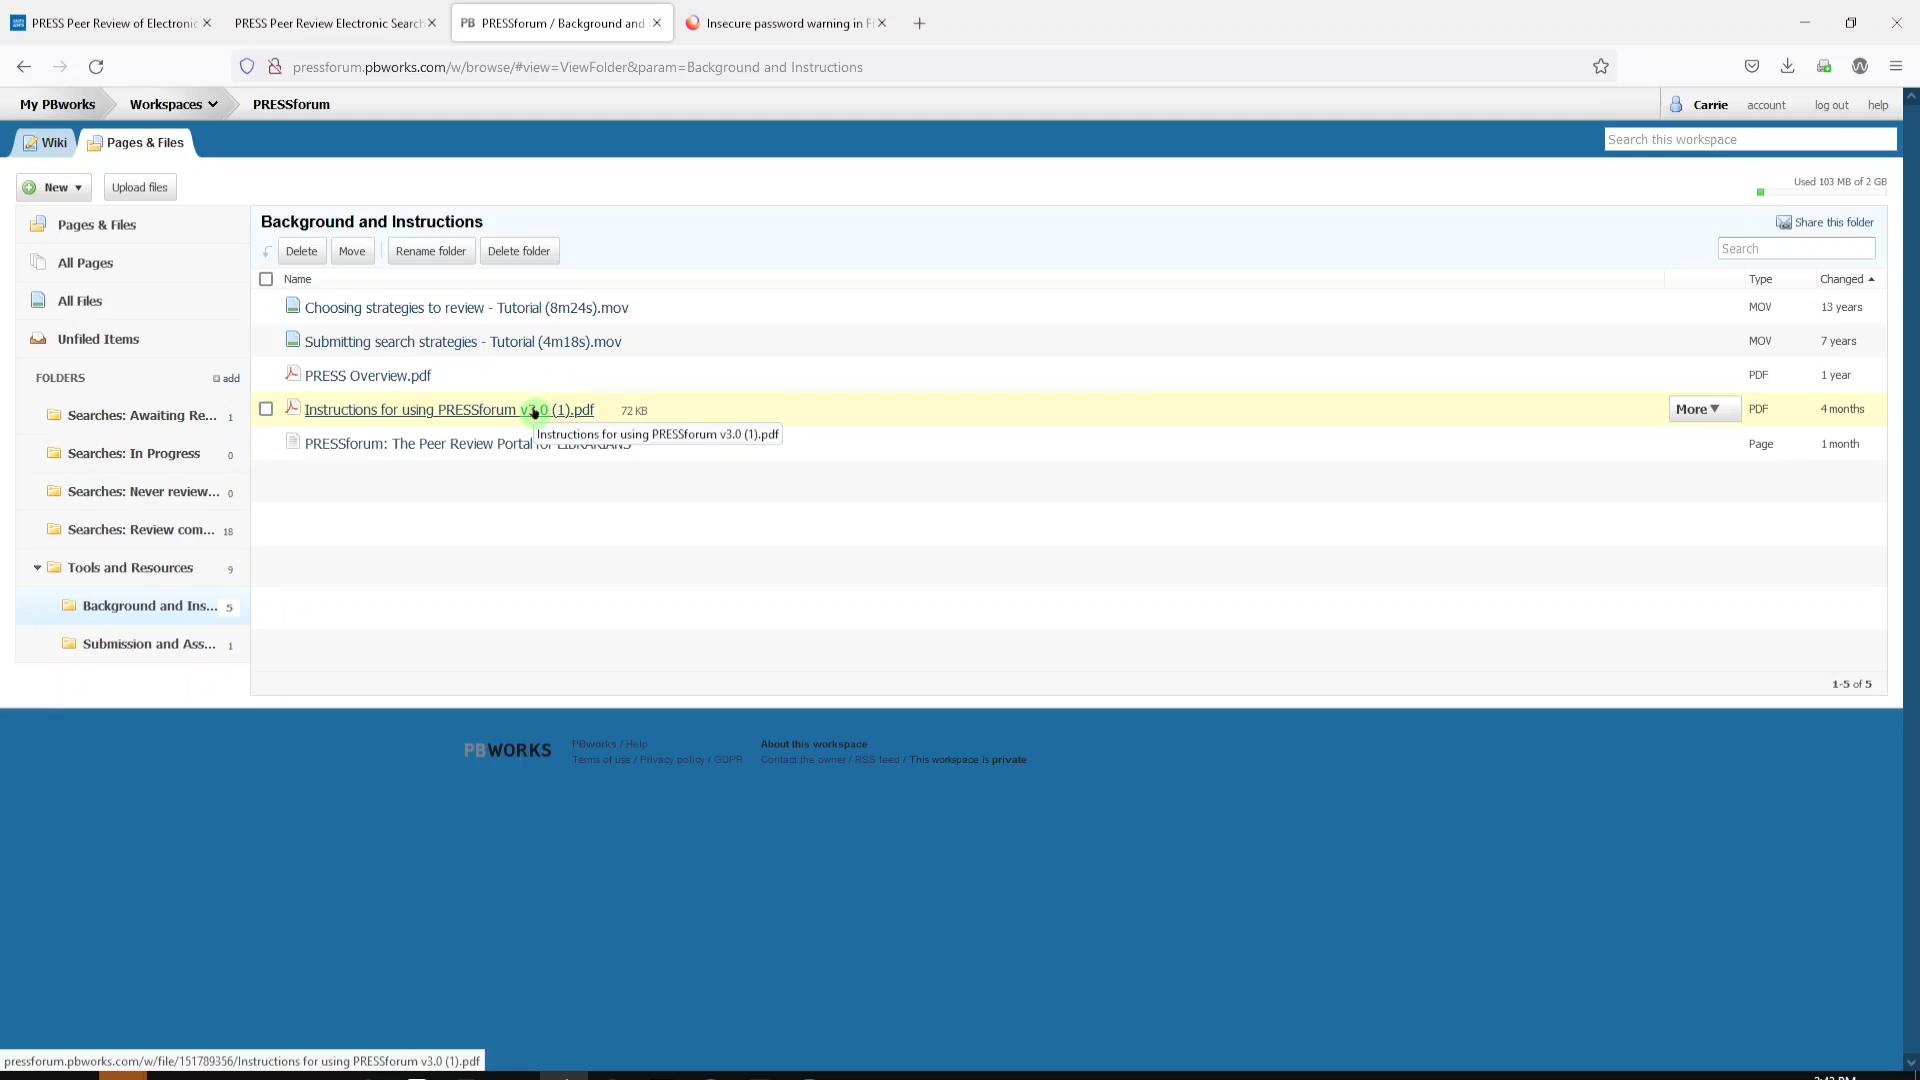 PRESS Peer Review of Electronic
PRESS Peer Review Electronic Search
PB PRESSforum / Background and
Insecure password warning in Fi
pressforum.pbworks.com/w/browse/#view=ViewFolder&param=Background and Instructions
My PBworks
Workspaces
PRESSforum
Carrie
account
log out
help
Wiki
Pages & Files
Search this workspace
New
Upload files
Used 103 MB of 2 GB
Pages & Files
All Pages
All Files
Unfiled Items
FOLDERS
add
Searches: Awaiting Re... 1
Searches: In Progress 0
Searches: Never review... 0
Searches: Review com... 18
Tools and Resources 9
Background and Ins... 5
Submission and Ass... 1
Background and Instructions
Share this folder
Delete
Move
Rename folder
Delete folder
Search
Name
Type
Changed
Choosing strategies to review - Tutorial (8m24s).mov
MOV
13 years
Submitting search strategies - Tutorial (4m18s).mov
MOV
7 years
PRESS Overview.pdf
PDF
1 year
Instructions for using PRESSforum v3.0 (1).pdf
72 KB
More
PDF
4 months
Instructions for using PRESSforum v3.0 (1).pdf
PRESSforum: The Peer Review Portal for LIBRARIANS
Page
1 month
1-5 of 5
PBWORKS
PBworks / Help
Terms of use / Privacy policy / GDPR
About this workspace
Contact the owner / RSS feed / This workspace is private
pressforum.pbworks.com/w/file/151789356/Instructions for using PRESSforum v3.0 (1).pdf